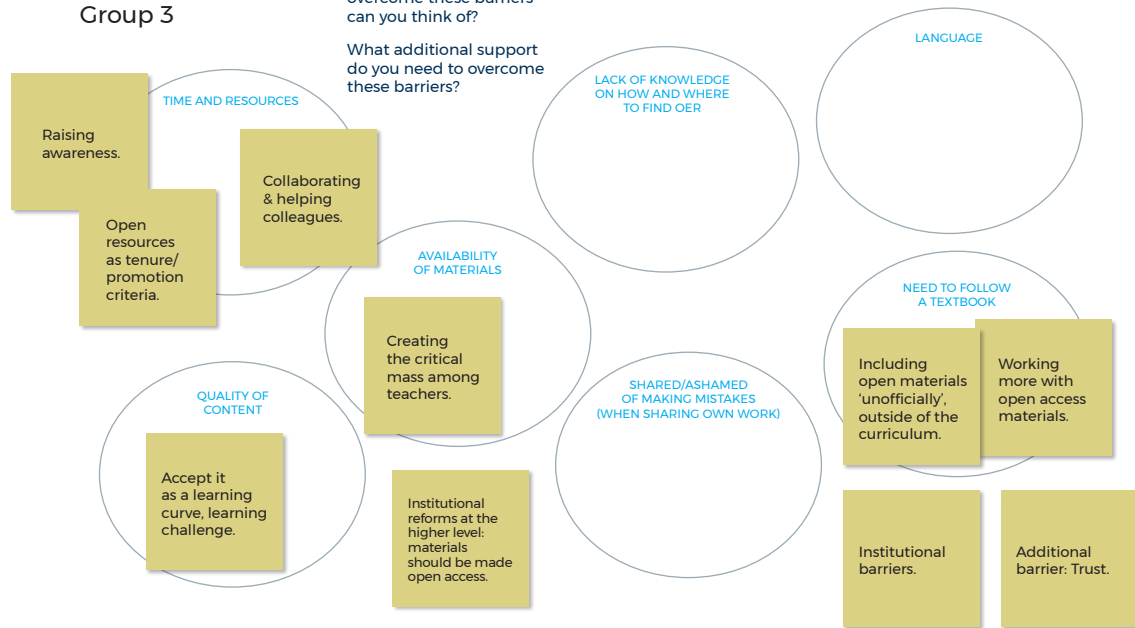 Group 3
overcome these barriers
can you think of?
What additional support
do you need to overcome
these barriers?
TIME AND RESOURCES
Raising
awareness.
Open
resources
as tenure/
promotion
criteria.
Collaborating
& helping
colleagues.
LACK OF KNOWLEDGE
ON HOW AND WHERE
TO FIND OER
LANGUAGE
AVAILABILITY
OF MATERIALS
Creating
the critical
mass among
teachers.
NEED TO FOLLOW
A TEXTBOOK
Including
open materials
‘unofficially’,
outside of the
curriculum.
Working
more with
open access
materials.
QUALITY OF
CONTENT
Accept it
as a learning
curve, learning
challenge.
Institutional
reforms at the
higher level:
materials
should be made
open access.
SHARED/ASHAMED
OF MAKING MISTAKES
(WHEN SHARING OWN WORK)
Institutional
barriers.
Additional
barrier: Trust.